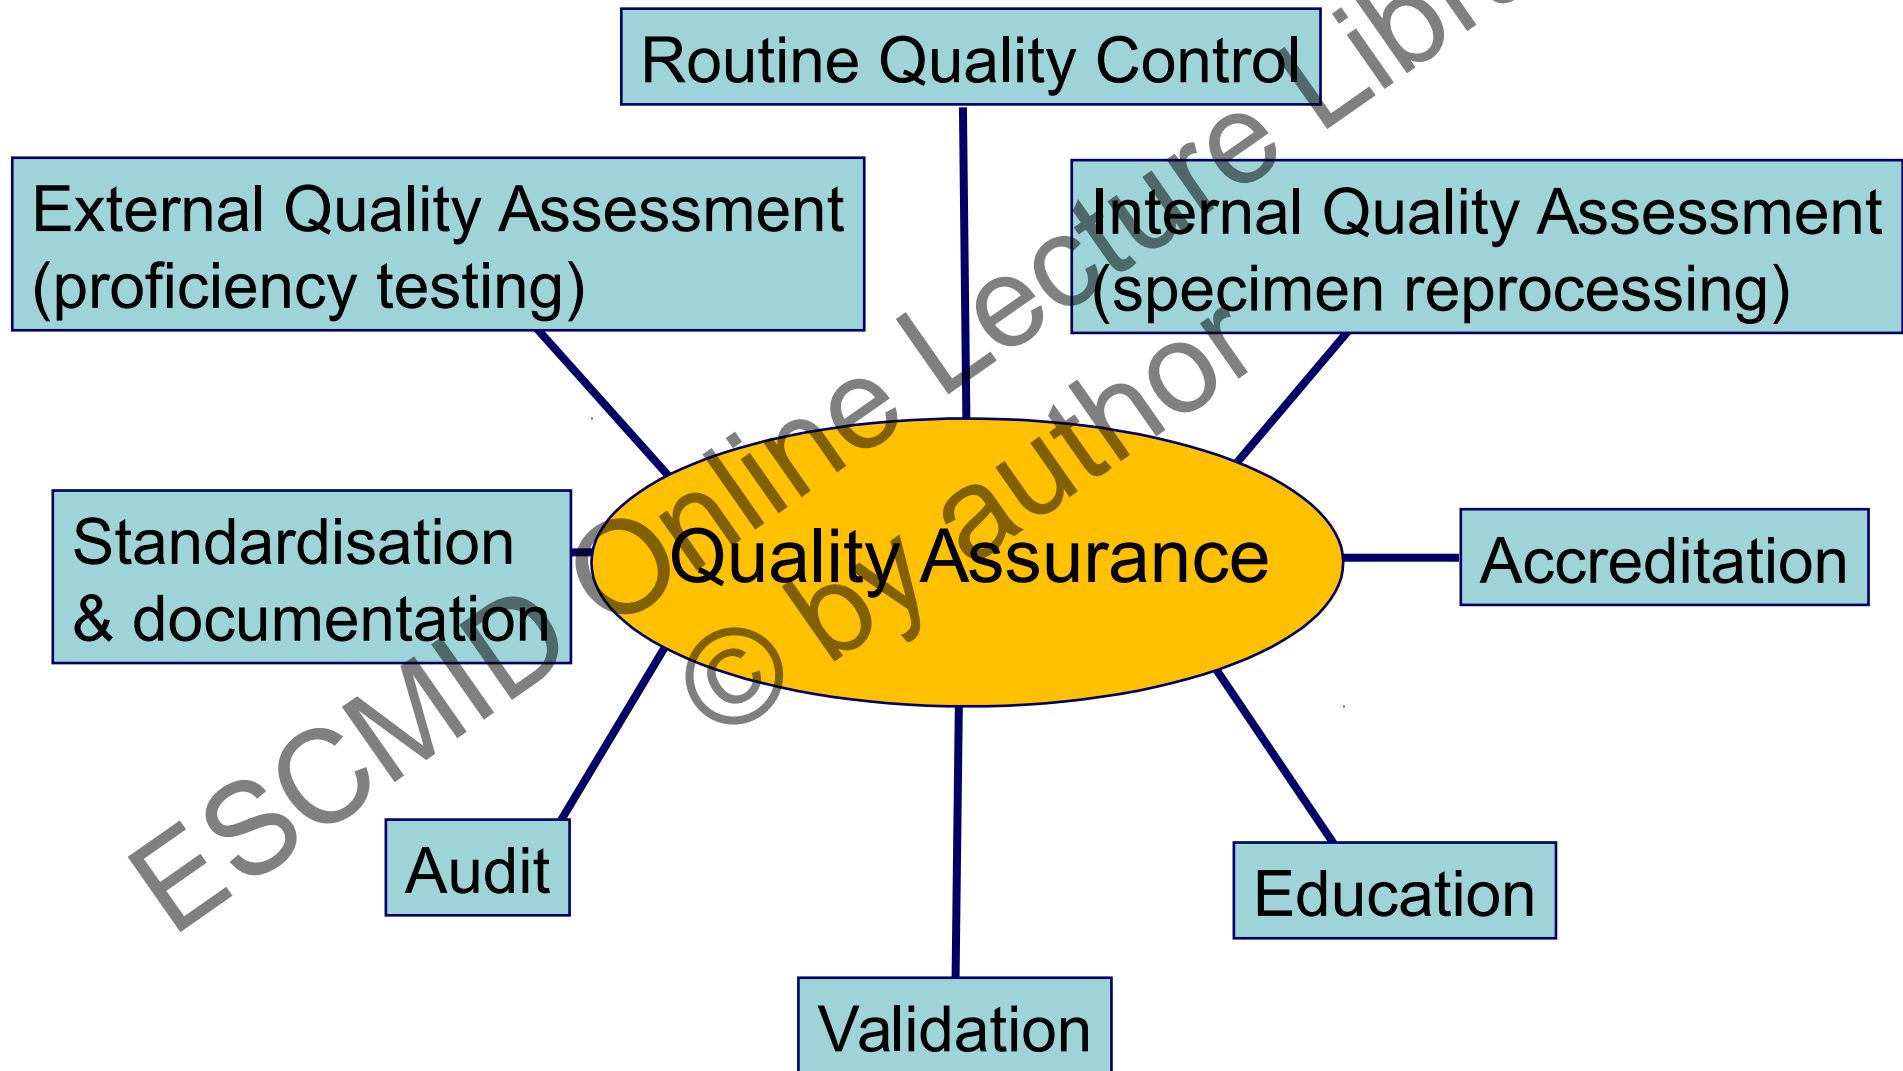 Routine Quality Control
External Quality Assessment
(proficiency testing)
Internal Quality Assessment
(specimen reprocessing)
Standardisation
& documentation
Quality Assurance
Accreditation
Audit
Education
Validation
ESCMID Online Lecture Libr
© by author